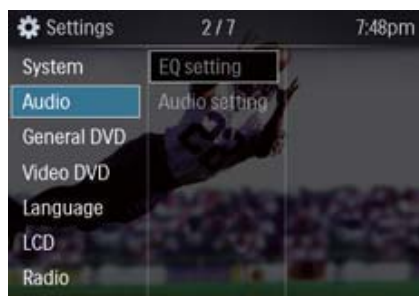 Settings 2/7 7:48pm
System EQ setting
Audio Audio setting
General DVD
Video DVD
Language
LCD
Radio